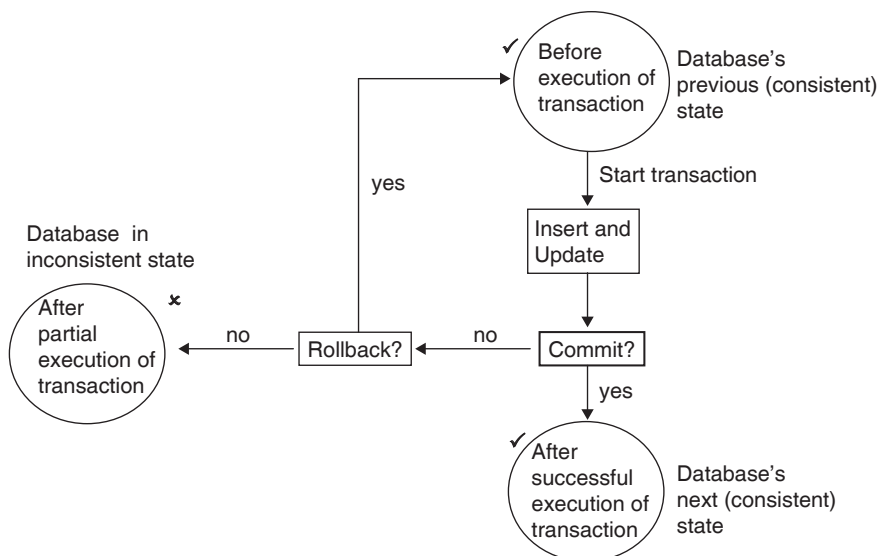 Before
execution of
transaction
Database's
previous (consistent)
state
Start transaction
yes
Insert and
Update
Database in
inconsistent state
After
partial
execution of
transaction
no
Rollback?
no
Commit?
yes
After
successful
execution of
transaction
Database's
next (consistent)
state